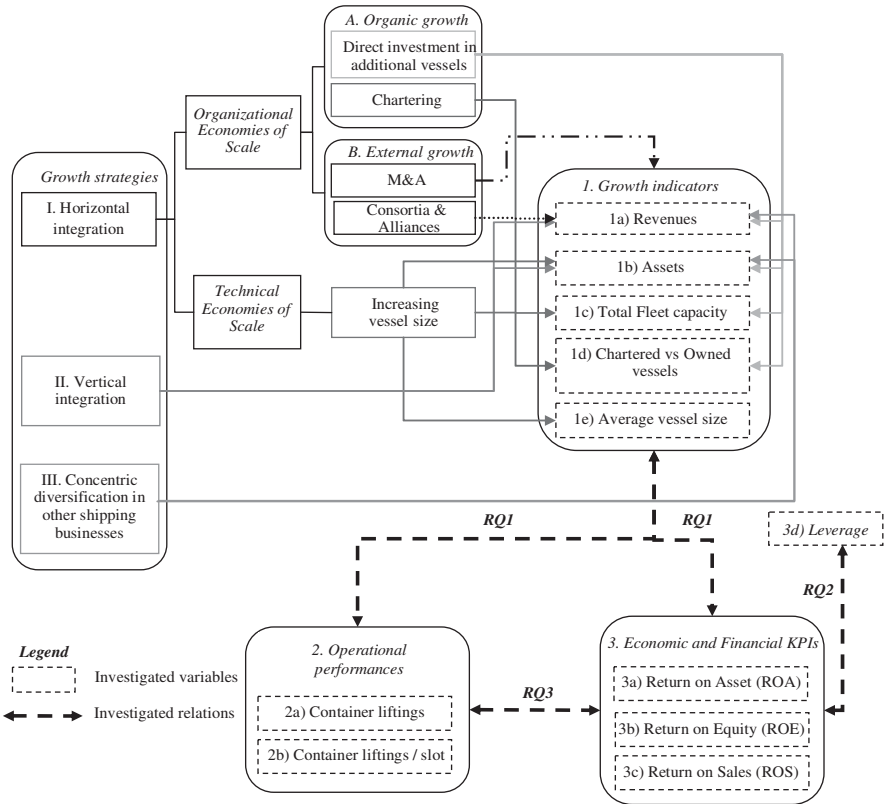 A. Organic growth
Direct investment in
additional vessels
Chartering
Organizational
Economies of
Scale
B. External growth
M&A
Consortia &
Alliances
Growth strategies
I. Horizontal
integration
Technical
Economies of
Scale
Increasing
vessel size
II. Vertical
integration
III. Concentric
diversification in
other shipping
businesses
1. Growth indicators
1a) Revenues
1b) Assets
1c) Total Fleet capacity
1d) Chartered vs Owned
vessels
1e) Average vessel size
RQ1
RQ1
3d) Leverage
RQ2
2. Operational
performances
2a) Container liftings
2b) Container liftings / slot
RQ3
3. Economic and Financial KPIs
3a) Return on Asset (ROA)
3b) Return on Equity (ROE)
3c) Return on Sales (ROS)
Legend
Investigated variables
Investigated relations